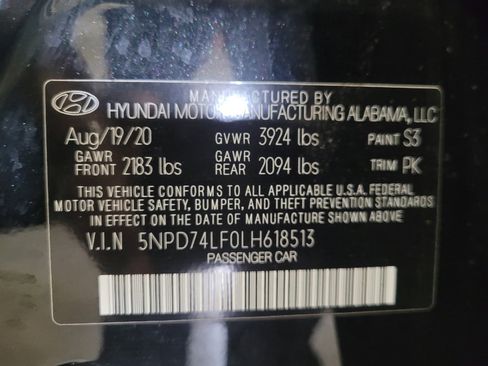 MANUFACTURED BY
HYUNDAI MOTOR MANUFACTURING ALABAMA, LLC
Aug/19/20 GVWR 3924 lbs PAINT S3
GAWR FRONT 2183 lbs GAWR REAR 2094 lbs TRIM PK
THIS VEHICLE CONFORMS TO ALL APPLICABLE U.S.A. FEDERAL
MOTOR VEHICLE SAFETY, BUMPER, AND THEFT PREVENTION STANDARDS
IN EFFECT ON THE DATE OF MANUFACTURE SHOWN ABOVE.
V.I.N 5NPD74LF0LH618513
PASSENGER CAR